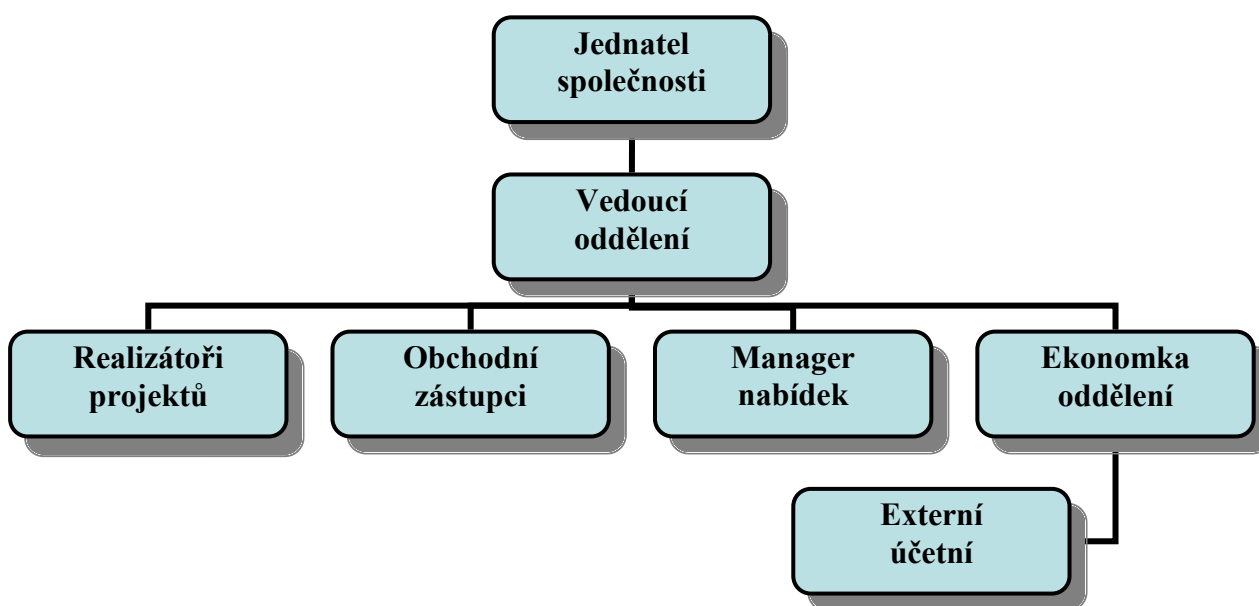 Jednatel
společnosti
Vedoucí
oddělení
Realizátoři
projektů
Obchodní
zástupci
Manager
nabídek
Ekonomka
oddělení
Externí
účetní